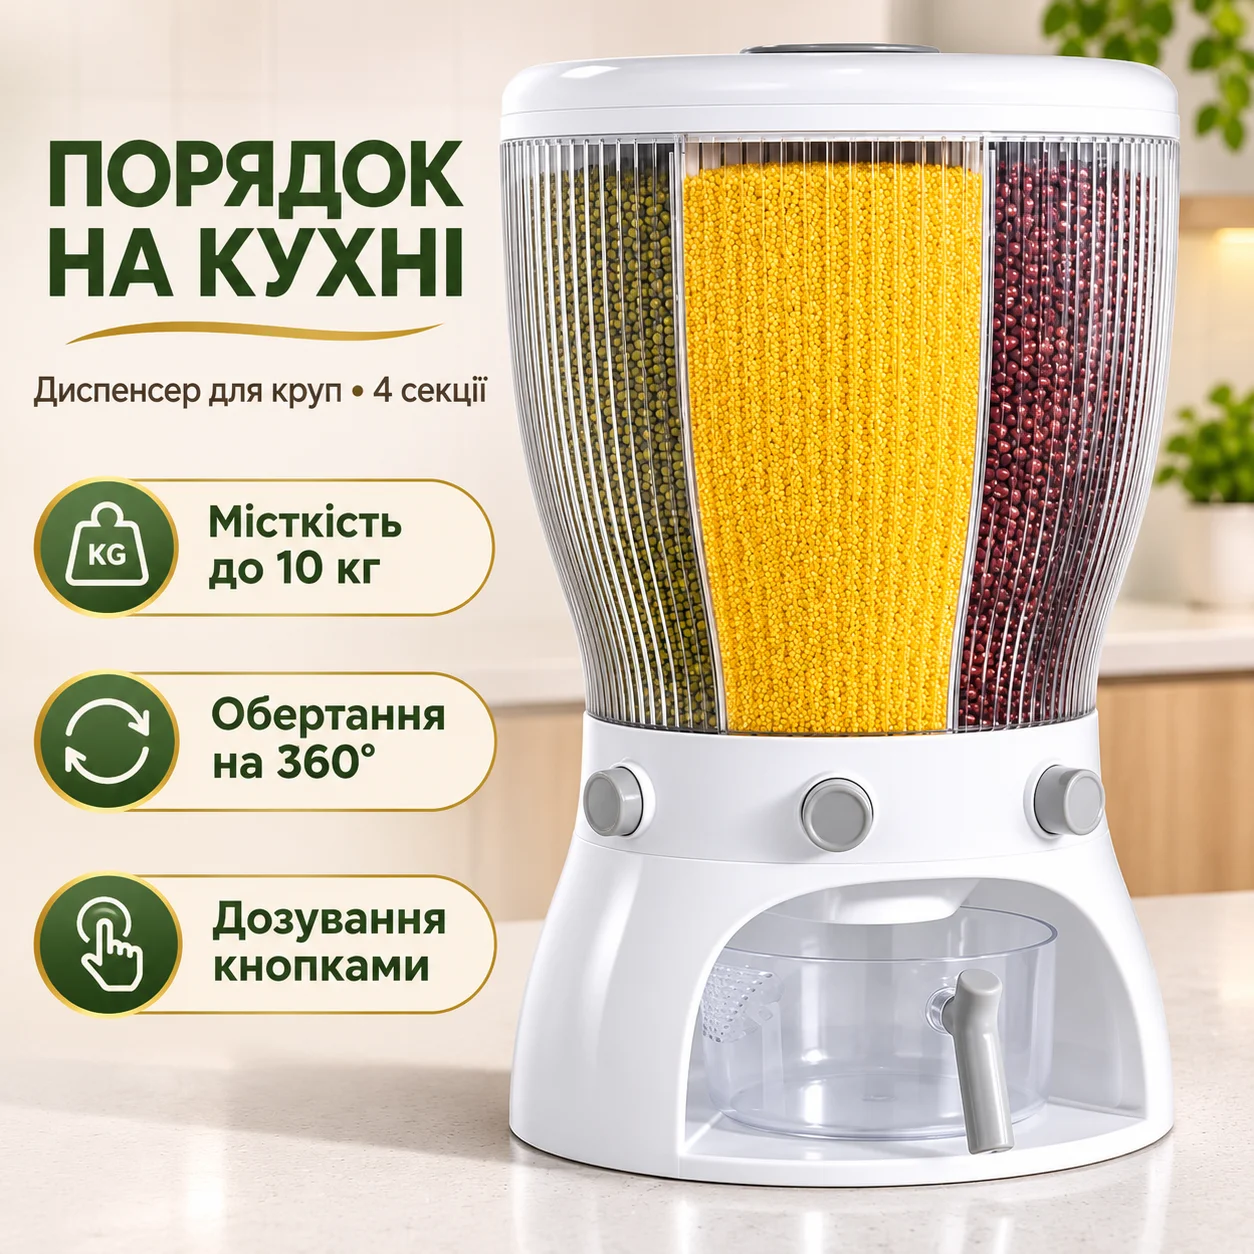 ПОРЯДОК
НА КУХНІ
Диспенсер для круп • 4 секції
KG
Місткість
до 10 кг
Обертання
на 360°
Дозування
кнопками